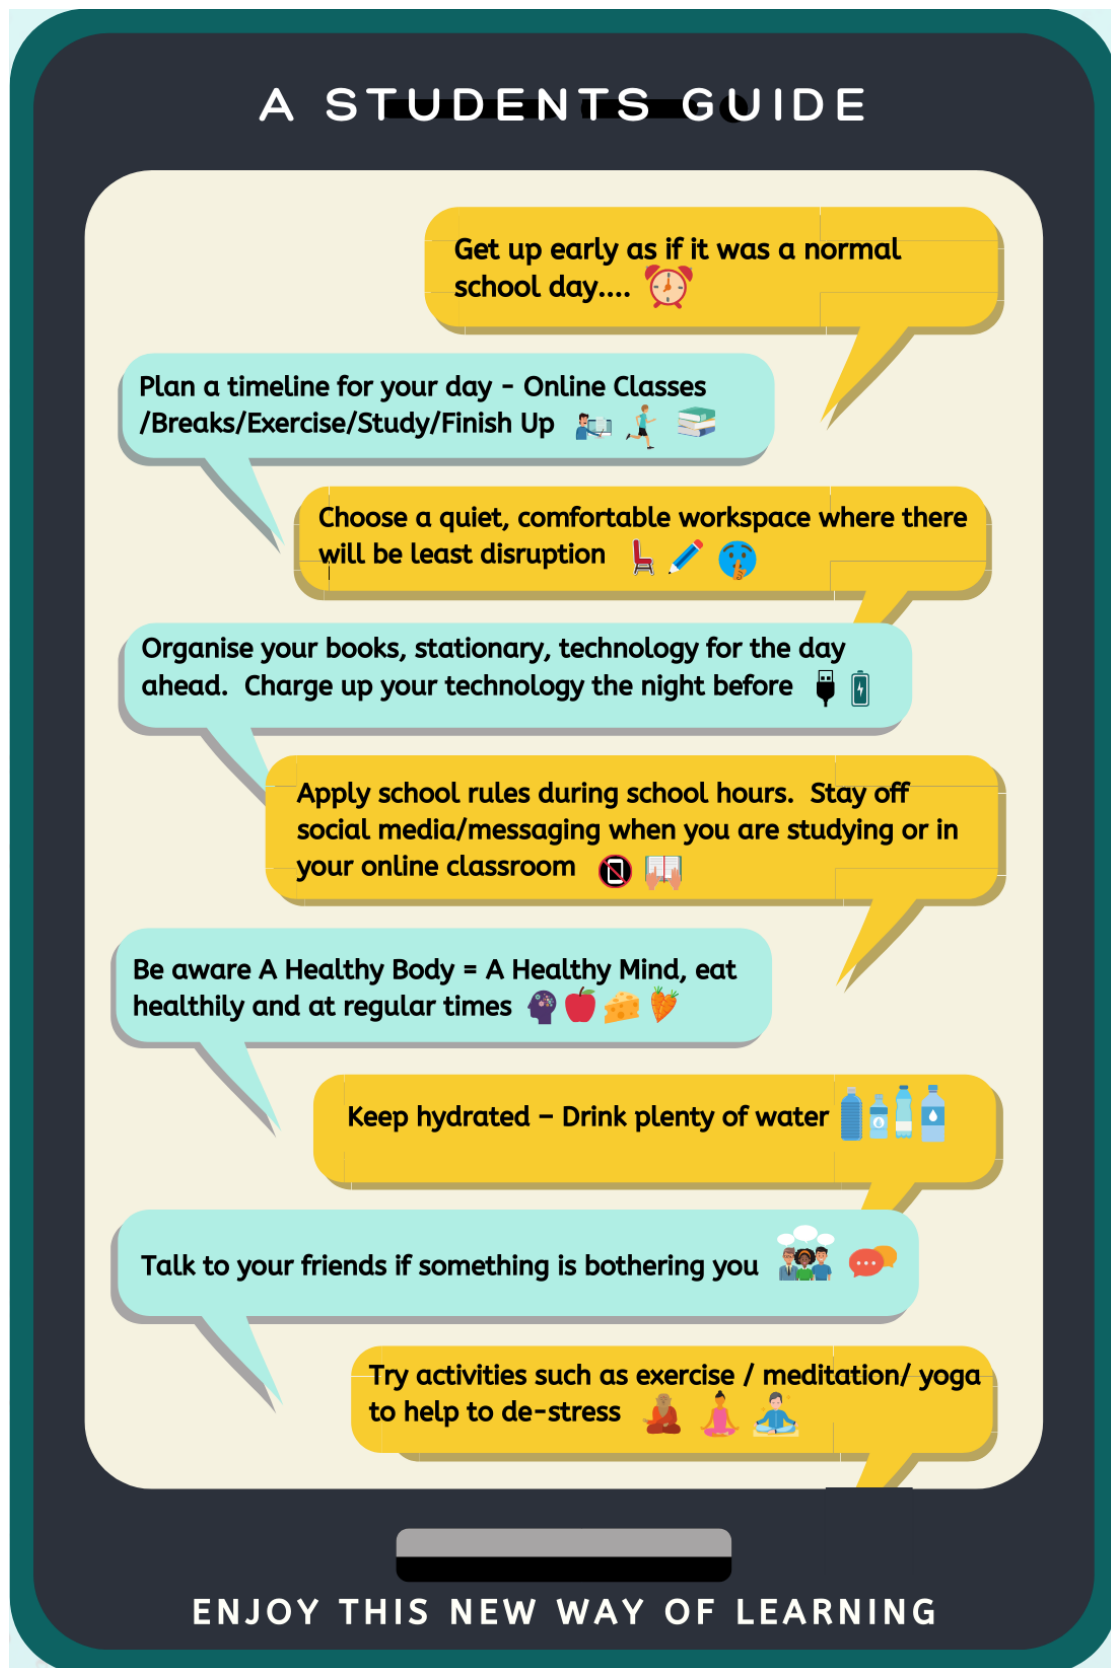 A STUDENTS GUIDE
Get up early as if it was a normal
school day....
Plan a timeline for your day - Online Classes
/Breaks/Exercise/Study/Finish Up
Choose a quiet, comfortable workspace where there
will be least disruption
Organise your books, stationary, technology for the day
ahead.  Charge up your technology the night before
Apply school rules during school hours.  Stay off
social media/messaging when you are studying or in
your online classroom
Be aware A Healthy Body = A Healthy Mind, eat
healthily and at regular times
Keep hydrated – Drink plenty of water
Talk to your friends if something is bothering you
Try activities such as exercise / meditation/ yoga
to help to de-stress
ENJOY THIS NEW WAY OF LEARNING